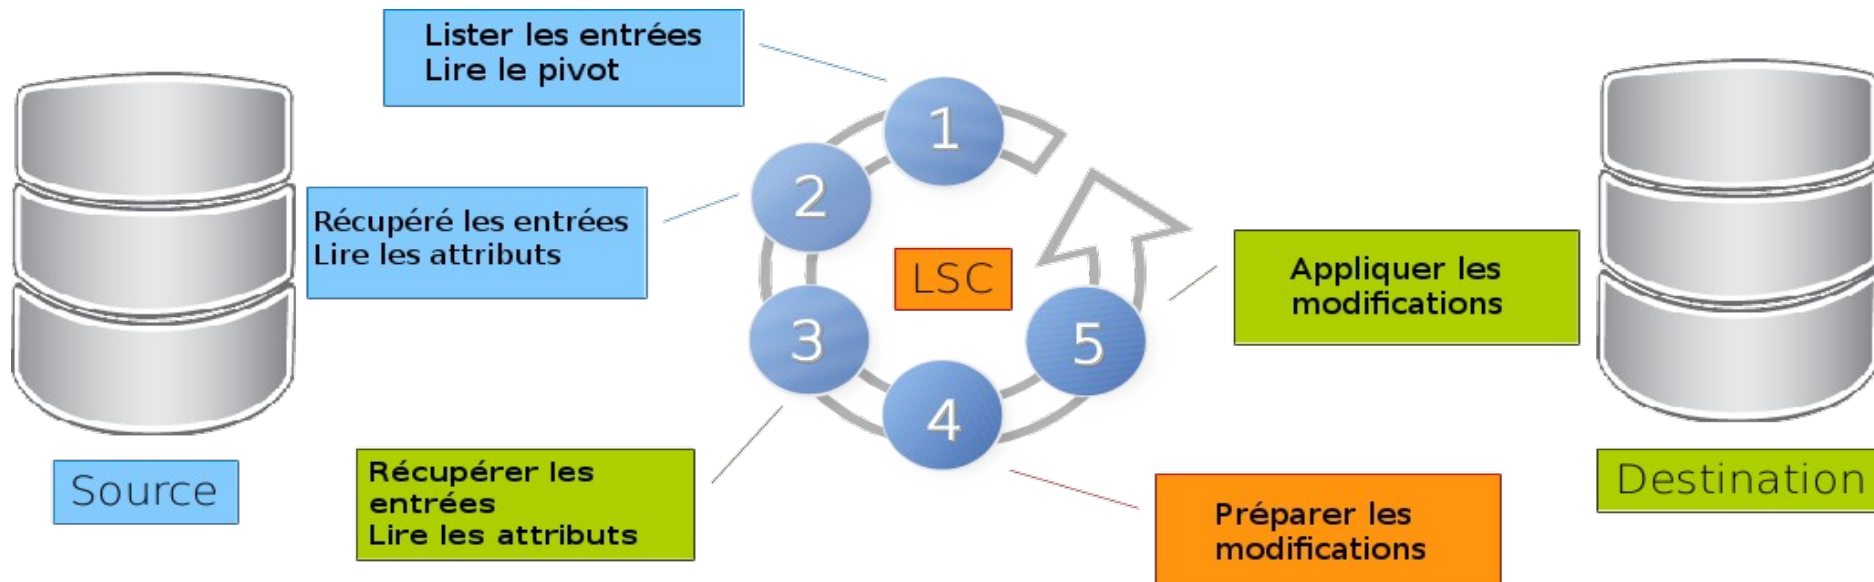 Lister les entrées
Lire le pivot
1
2
Récupéré les entrées
Lire les attributs
LSC
Appliquer les
modifications
3
5
4
Récupérer les
entrées
Lire les attributs
Source
Destination
Préparer les
modifications